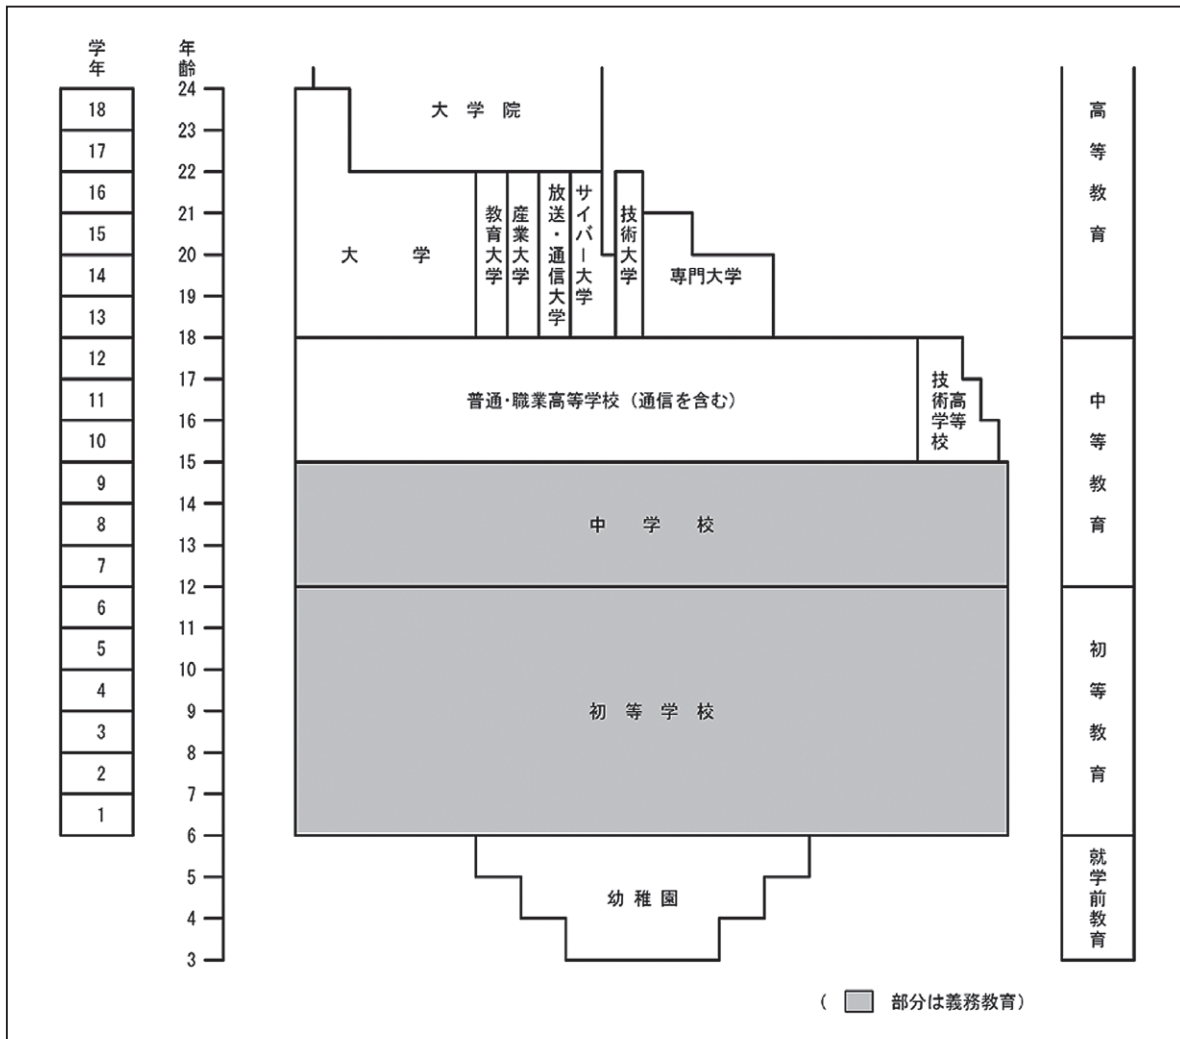 学年
年齢
24
23
22
21
20
19
18
17
16
15
14
13
12
11
10
9
8
7
6
5
4
3
18
17
16
15
14
13
12
11
10
9
8
7
6
5
4
3
2
1
大学院
大学
教育大学
産業大学
放送・通信大学
サイバー大学
技術大学
専門大学
普通・職業高等学校（通信を含む）
技術高等学校
中学校
初等学校
幼稚園
高等教育
中等教育
初等教育
就学前教育
（ 部分は義務教育）